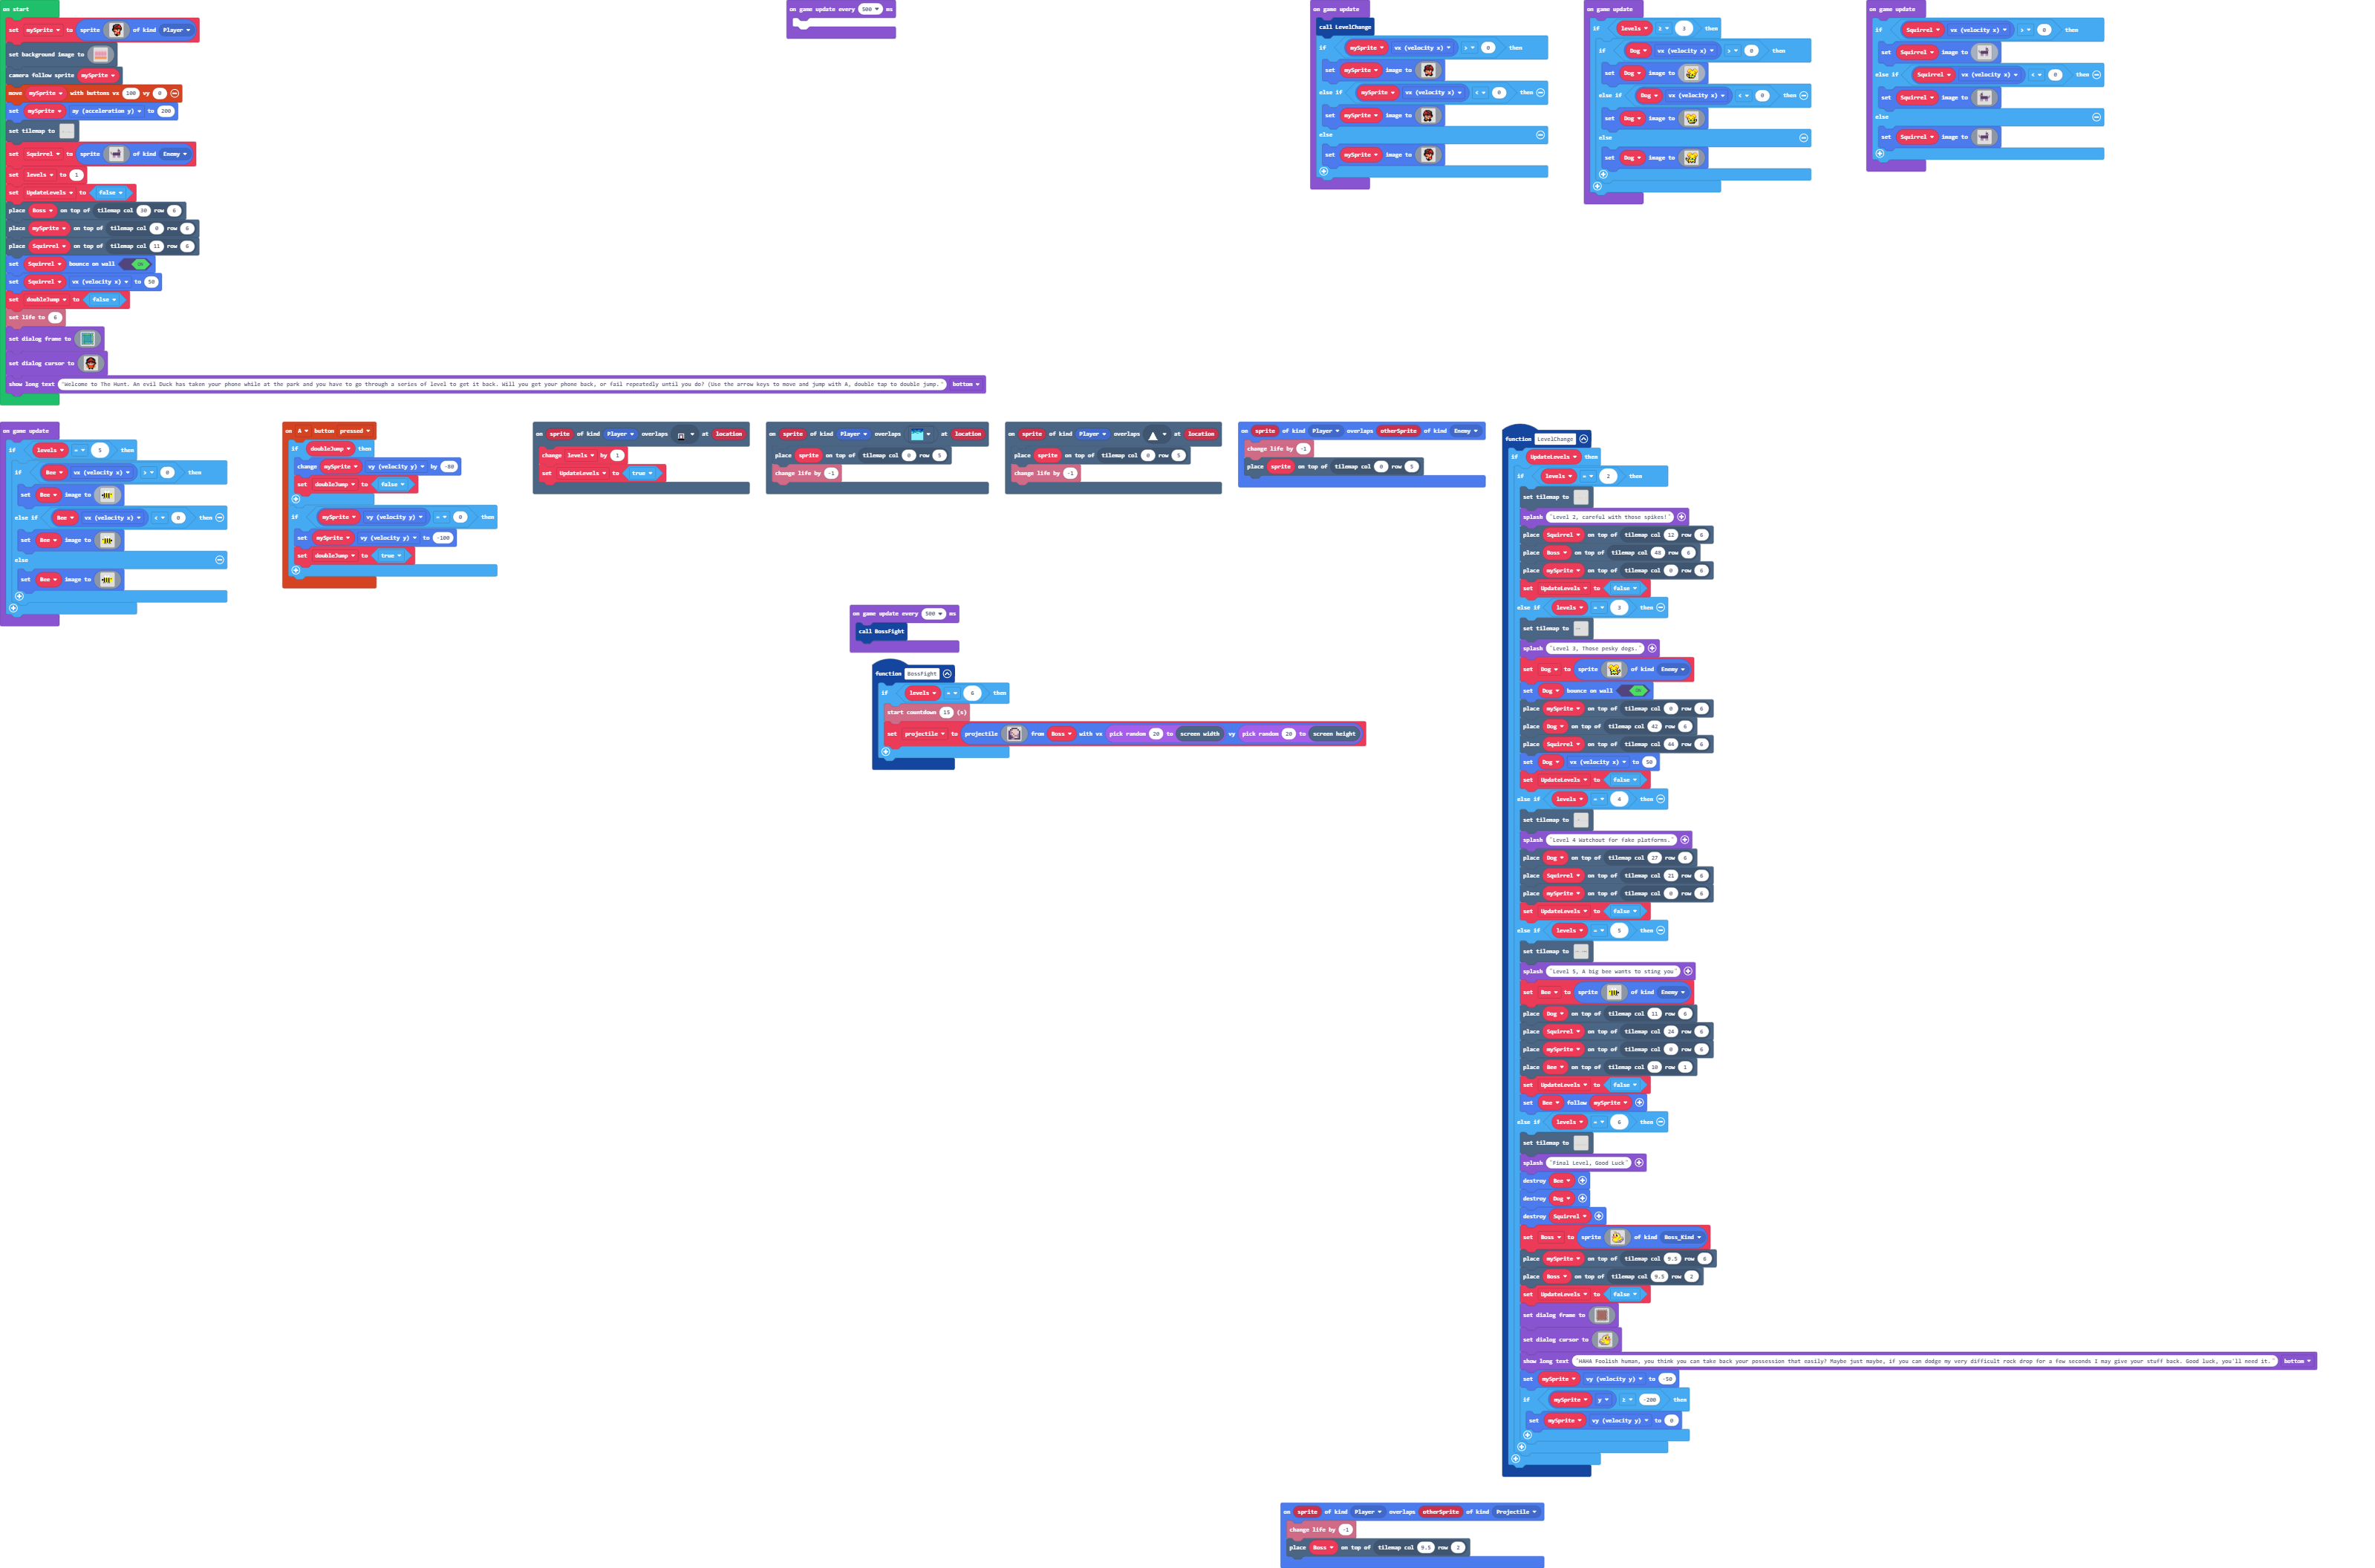 on start
set mySprite to sprite of kind Player
set background image to
camera follow sprite mySprite
move mySprite with buttons vx 100 vy 0
set mySprite ay (acceleration y) to 200
set tilemap to
set Squirrel to sprite of kind Enemy
set levels to 1
set UpdateLevels to false
place Boss on top of tilemap col 30 row 6
place mySprite on top of tilemap col 0 row 6
place Squirrel on top of tilemap col 11 row 6
set Squirrel bounce on wall ON
set Squirrel vx (velocity x) to 50
set doubleJump to false
set life to 6
set dialog frame to
set dialog cursor to
show long text "Welcome to The Hunt. An evil Duck has taken your phone while at the park and you have to go through a series of level to get it back. Will you get your phone back, or fail repeatedly until you do? (Use the arrow keys to move and jump with A, double tap to double jump." bottom
on game update every 500 ms
on game update
call LevelChange
if mySprite vx (velocity x) > 0 then
set mySprite image to
else if mySprite vx (velocity x) < 0 then
set mySprite image to
else
set mySprite image to
on game update
if levels ≥ 3 then
if Dog vx (velocity x) > 0 then
set Dog image to
else if Dog vx (velocity x) < 0 then
set Dog image to
else
set Dog image to
on game update
if Squirrel vx (velocity x) > 0 then
set Squirrel image to
else if Squirrel vx (velocity x) < 0 then
set Squirrel image to
else
set Squirrel image to
on game update
if levels = 5 then
if Bee vx (velocity x) > 0 then
set Bee image to
else if Bee vx (velocity x) < 0 then
set Bee image to
else
set Bee image to
on A button pressed
if doubleJump then
change mySprite vy (velocity y) by -80
set doubleJump to false
if mySprite vy (velocity y) = 0 then
set mySprite vy (velocity y) to -100
set doubleJump to true
on sprite of kind Player overlaps at location
change levels by 1
set UpdateLevels to true
on sprite of kind Player overlaps at location
place sprite on top of tilemap col 0 row 5
change life by -1
on sprite of kind Player overlaps at location
place sprite on top of tilemap col 0 row 5
change life by -1
on sprite of kind Player overlaps otherSprite of kind Enemy
change life by -1
place sprite on top of tilemap col 0 row 5
on game update every 500 ms
call BossFight
function BossFight
if levels = 6 then
start countdown 15 (s)
set projectile to projectile from Boss with vx pick random 20 to screen width vy pick random 20 to screen height
function LevelChange
if UpdateLevels then
if levels = 2 then
set tilemap to
splash "Level 2, careful with those spikes!"
place Squirrel on top of tilemap col 12 row 6
place Boss on top of tilemap col 48 row 6
place mySprite on top of tilemap col 0 row 6
set UpdateLevels to false
else if levels = 3 then
set tilemap to
splash "Level 3, Those pesky dogs."
set Dog to sprite of kind Enemy
set Dog bounce on wall ON
place mySprite on top of tilemap col 0 row 6
place Dog on top of tilemap col 42 row 6
place Squirrel on top of tilemap col 44 row 6
set Dog vx (velocity x) to 50
set UpdateLevels to false
else if levels = 4 then
set tilemap to
splash "Level 4 Watchout for fake platforms."
place Dog on top of tilemap col 27 row 6
place Squirrel on top of tilemap col 21 row 6
place mySprite on top of tilemap col 0 row 6
set UpdateLevels to false
else if levels = 5 then
set tilemap to
splash "Level 5, A big bee wants to sting you"
set Bee to sprite of kind Enemy
place Dog on top of tilemap col 11 row 6
place Squirrel on top of tilemap col 24 row 6
place mySprite on top of tilemap col 0 row 6
place Bee on top of tilemap col 10 row 1
set UpdateLevels to false
set Bee follow mySprite
else if levels = 6 then
set tilemap to
splash "Final Level, Good Luck"
destroy Bee
destroy Dog
destroy Squirrel
set Boss to sprite of kind Boss_Kind
place mySprite on top of tilemap col 9.5 row 6
place Boss on top of tilemap col 9.5 row 2
set UpdateLevels to false
set dialog frame to
set dialog cursor to
show long text "HAHA Foolish human, you think you can take back your possession that easily? Maybe just maybe, if you can dodge my very difficult rock drop for a few seconds I may give your stuff back. Good luck, you'll need it." bottom
set mySprite vy (velocity y) to -50
if mySprite y ≥ -200 then
set mySprite vy (velocity y) to 0
on sprite of kind Player overlaps otherSprite of kind Projectile
change life by -1
place Boss on top of tilemap col 9.5 row 2